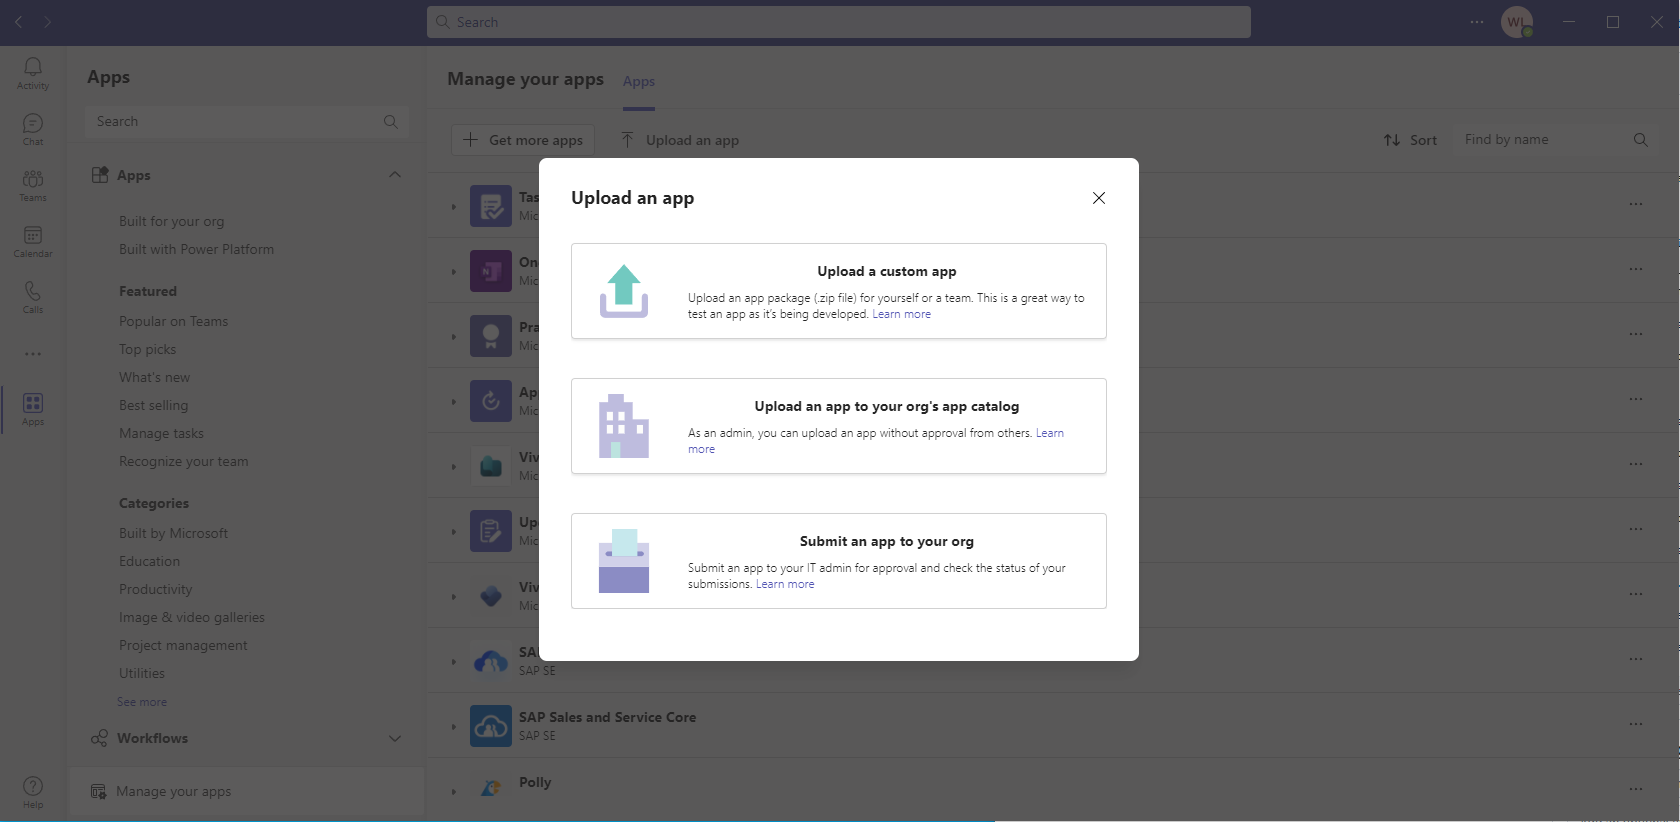 Search
WL
Activity
Chat
Teams
Calendar
Calls
Apps
Help
Apps
Search
Apps
Built for your org
Built with Power Platform
Featured
Popular on Teams
Top picks
What's new
Best selling
Manage tasks
Recognize your team
Categories
Built by Microsoft
Education
Productivity
Image & video galleries
Project management
Utilities
See more
Workflows
Manage your apps
Manage your apps Apps
Get more apps Upload an app Sort Find by name
Tas
Mic
On
Mic
Pra
Mic
App
Mic
Viv
Mic
Up
Mic
Viv
Mic
SA
SAP SE
SAP Sales and Service Core
SAP SE
Polly
Upload an app
Upload a custom app
Upload an app package (.zip file) for yourself or a team. This is a great way to
test an app as it's being developed. Learn more
Upload an app to your org's app catalog
As an admin, you can upload an app without approval from others. Learn
more
Submit an app to your org
Submit an app to your IT admin for approval and check the status of your
submissions. Learn more